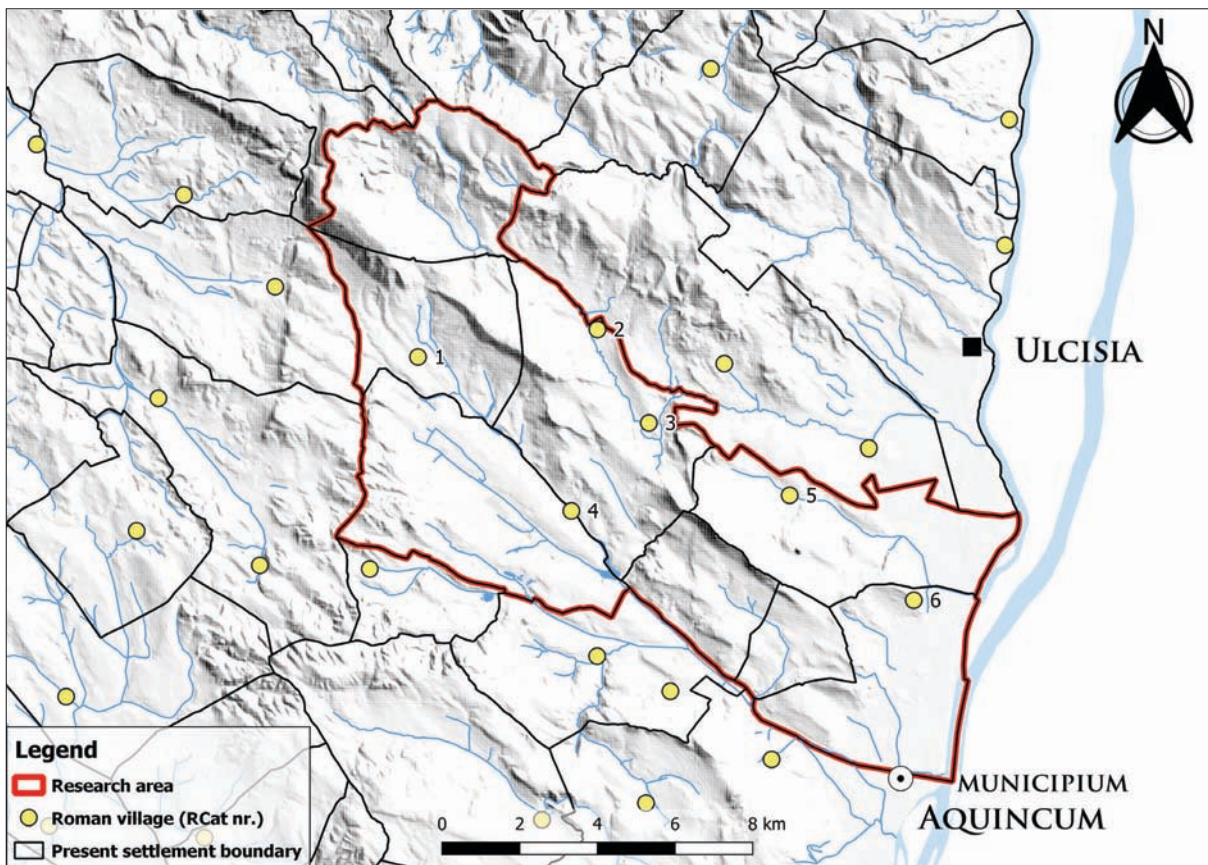 N
2
1
ULCISIA
3
5
4
6
MUNICIPIUM
AQUINCUM
Legend
Research area
Roman village (RCat nr.)
Present settlement boundary
0 2 4 6 8 km